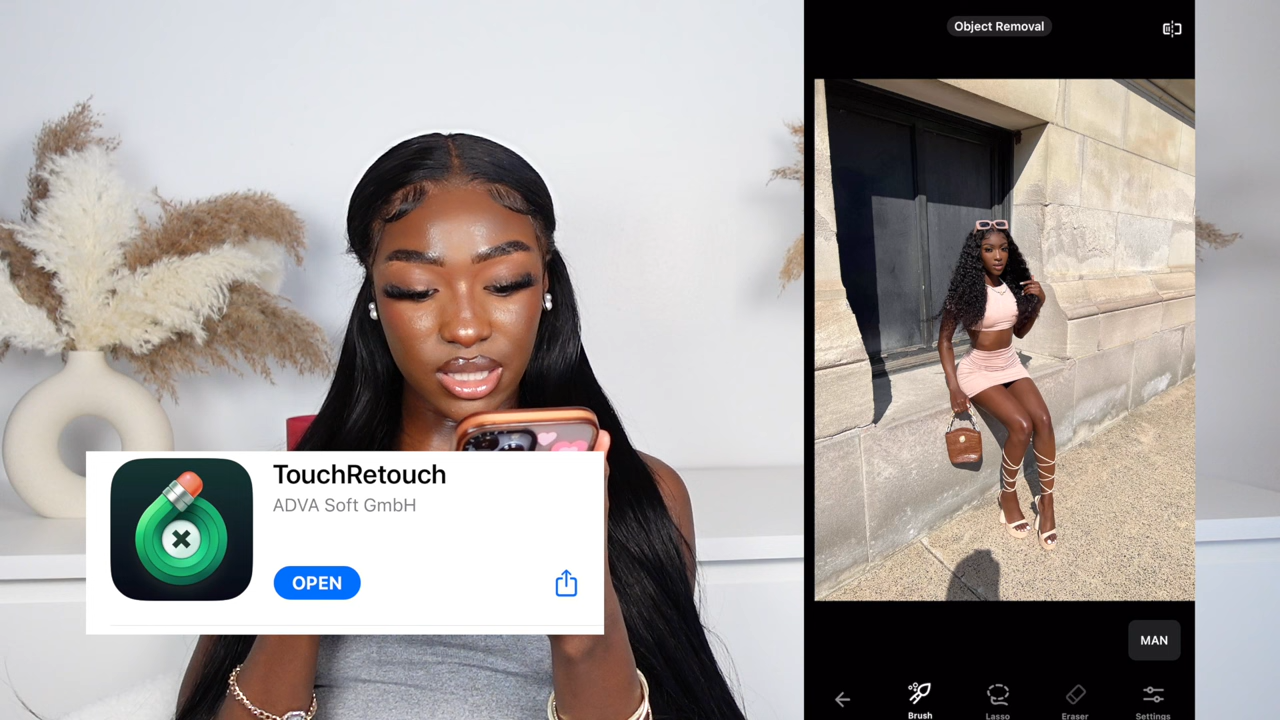 TouchRetouch
ADVA Soft GmbH
OPEN
Object Removal
MAN
Brush
Lasso
Eraser
Settings